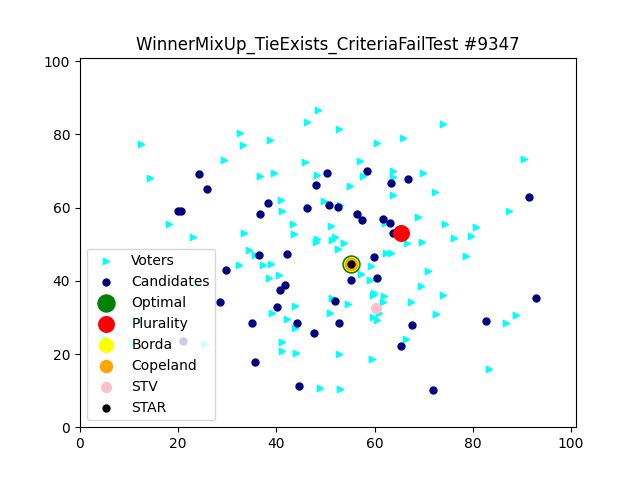 WinnerMixUp_TieExists_CriteriaFailTest #9347
100
80
60
40
20
0
Voters
Candidates
Optimal
Plurality
Borda
Copeland
STV
STAR
0 20 40 60 80 100